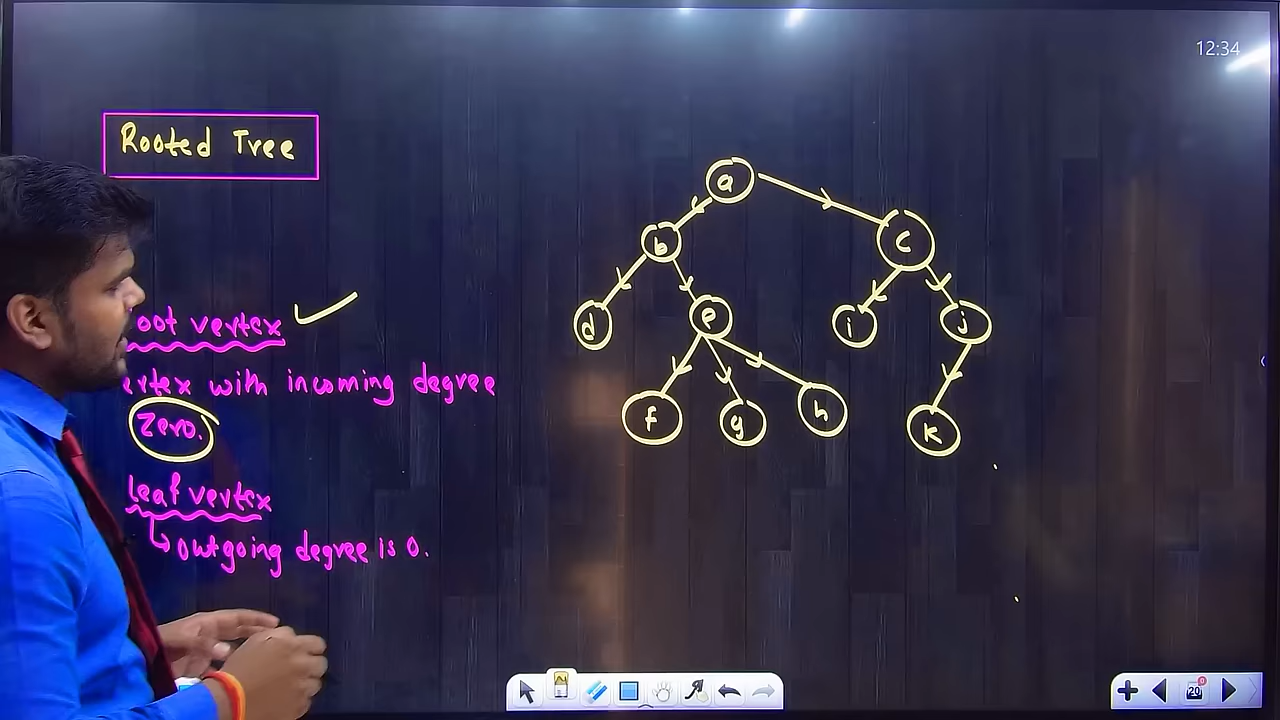 12:34
Rooted Tree
a
b
c
d
e
i
j
f
g
h
k
oot vertex
ertex with incoming degree
Zero.
leaf vertex
outgoing degree is 0.
20